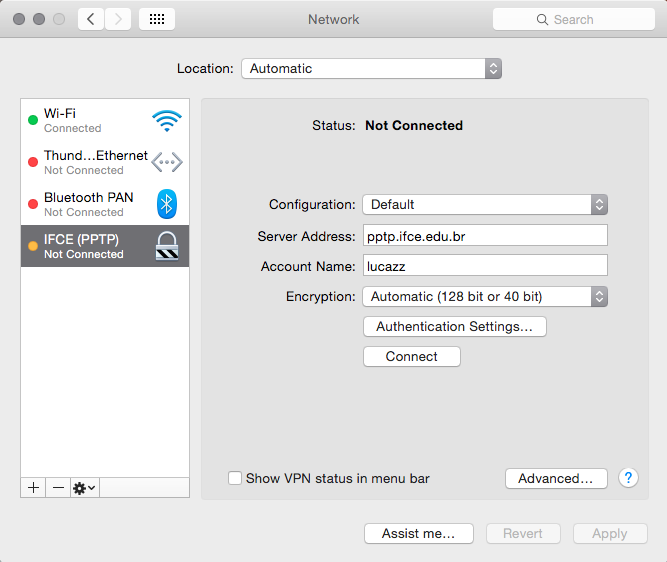 Network
Search
Location: Automatic
Wi-Fi
Connected
Thund...Ethernet
Not Connected
Bluetooth PAN
Not Connected
IFCE (PPTP)
Not Connected
Status: Not Connected
Configuration: Default
Server Address: pptp.ifce.edu.br
Account Name: lucazz
Encryption: Automatic (128 bit or 40 bit)
Authentication Settings...
Connect
Show VPN status in menu bar
Advanced...
?
Assist me...
Revert
Apply